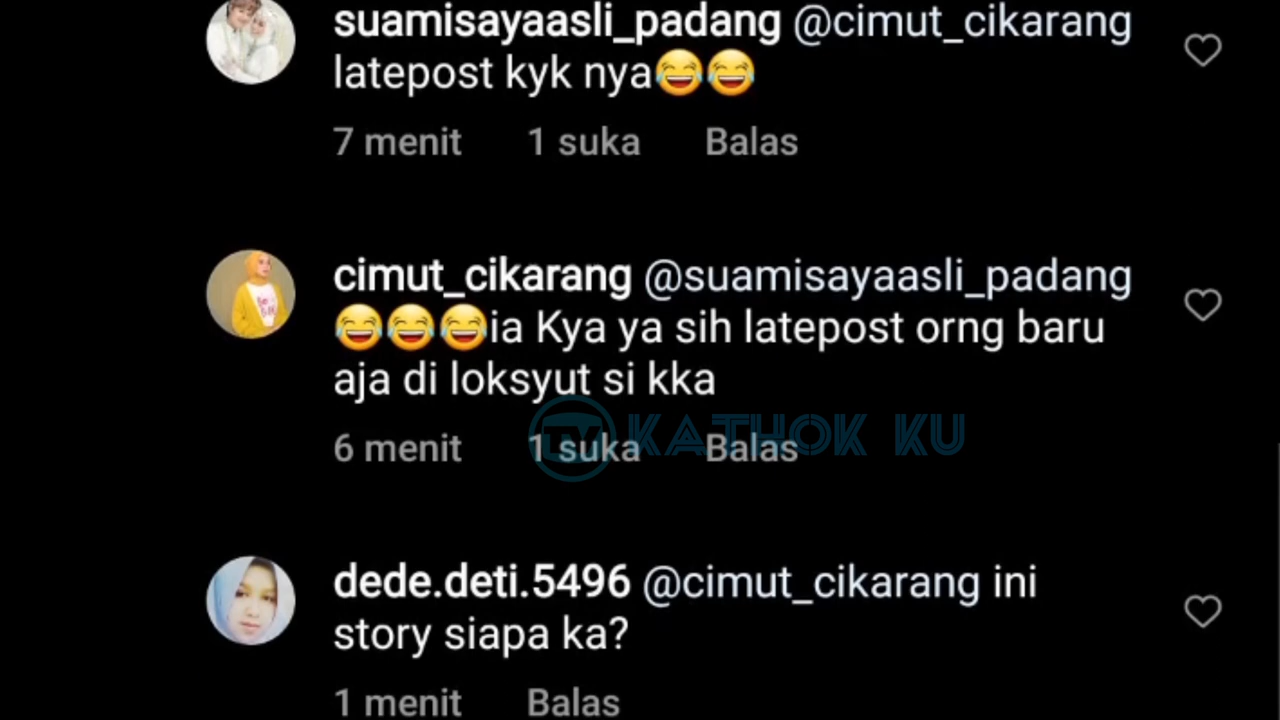 suamisayaasli_padang @cimut_cikarang
latepost kyk nya😂😂
7 menit 1 suka Balas
cimut_cikarang @suamisayaasli_padang
😂😂😂ia Kya ya sih latepost orng baru
aja di loksyut si kka
TV KATHOK KU
6 menit 1 suka Balas
dede.deti.5496 @cimut_cikarang ini
story siapa ka?
1 menit Balas